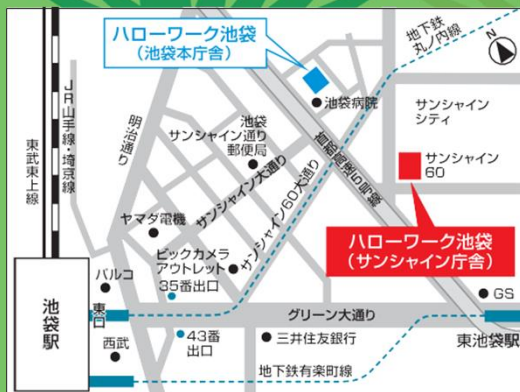 ハローワーク池袋
（池袋本庁舎）
地下鉄
丸ノ内線
N
JR山手線・埼京線
東武東上線
明治通り
池袋病院
サンシャイン
シティ
池袋
サンシャイン通り
郵便局
首都高速5号線
サンシャイン
60
サンシャイン大通り
サンシャイン60大通り
ヤマダ電機
ハローワーク池袋
（サンシャイン庁舎）
ビックカメラ
アウトレット
35番出口
パルコ
GS
池袋駅
東口
グリーン大通り
43番
出口
三井住友銀行
東池袋駅
西武
地下鉄有楽町線